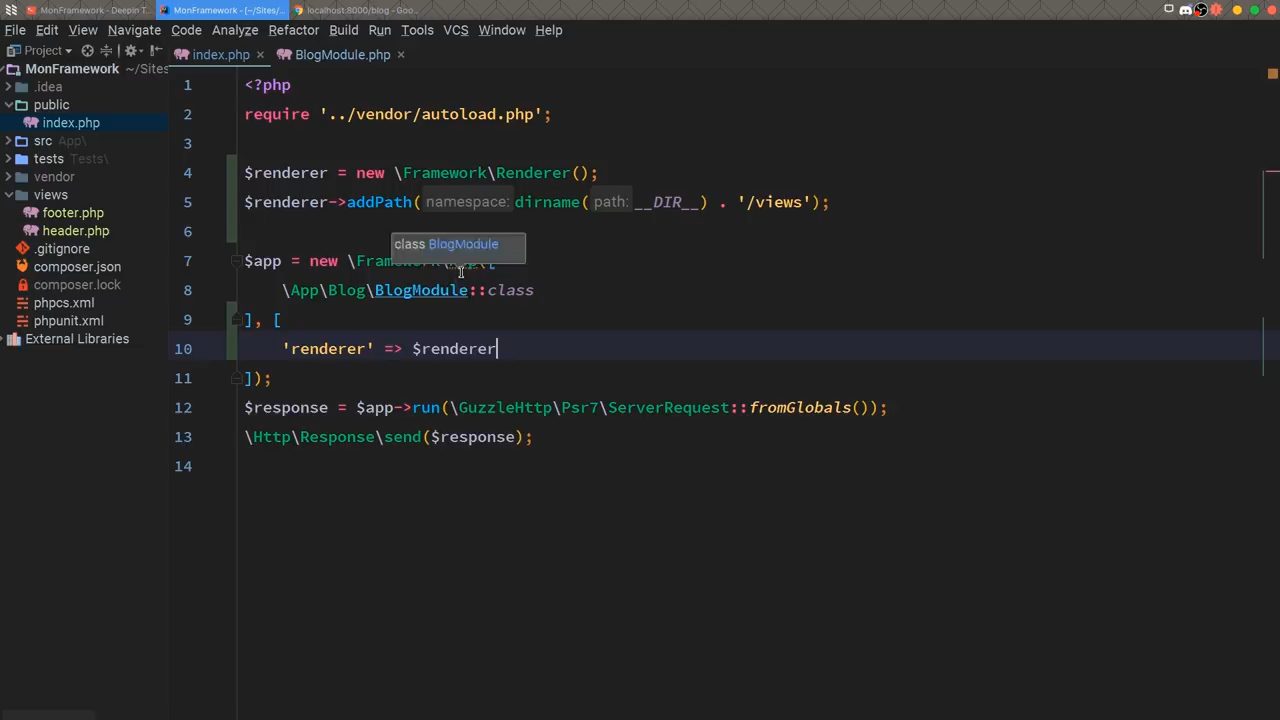 MonFramework - Deepin T...
MonFramework - [~/Sites/...
localhost:8000/blog - Goo...
File Edit View Navigate Code Analyze Refactor Build Run Tools VCS Window Help
Project
index.php
BlogModule.php
MonFramework ~/Sites
.idea
public
index.php
src App\
tests Tests\
vendor
views
footer.php
header.php
.gitignore
composer.json
composer.lock
phpcs.xml
phpunit.xml
External Libraries
1 <?php
2 require '../vendor/autoload.php';
3
4 $renderer = new \Framework\Renderer();
5 $renderer->addPath( namespace: dirname( path: __DIR__) . '/views');
6
class BlogModule
7 $app = new \Framework\App([
8 \App\Blog\BlogModule::class
9 ], [
10 'renderer' => $renderer
11 ]);
12 $response = $app->run(\GuzzleHttp\Psr7\ServerRequest::fromGlobals());
13 \Http\Response\send($response);
14